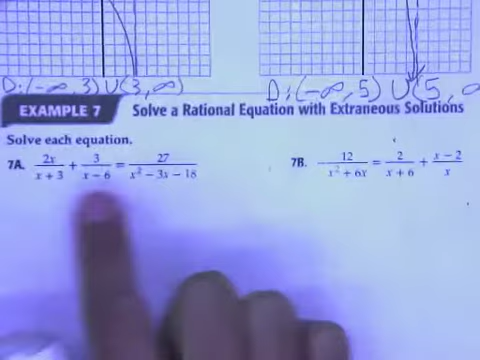 D:(-∞, 3) U (3, ∞)
D:(-∞, 5) U (5, ∞
EXAMPLE 7 Solve a Rational Equation with Extraneous Solutions
Solve each equation.
7A. 2x/x + 3 + 3/x − 6 = 27/x² − 3x − 18
7B. − 12/x² + 6x = 2/x + 6 + x − 2/x